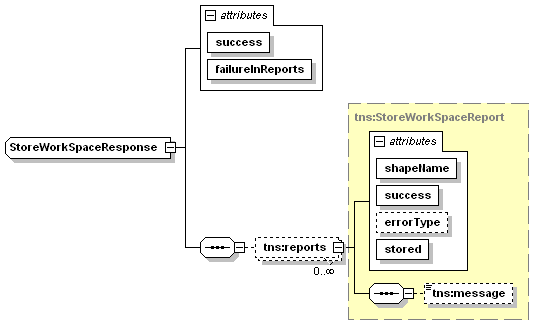 attributes
success
failureInReports
StoreWorkSpaceResponse
tns:StoreWorkSpaceReport
attributes
shapeName
success
errorType
stored
tns:reports
0..∞
tns:message